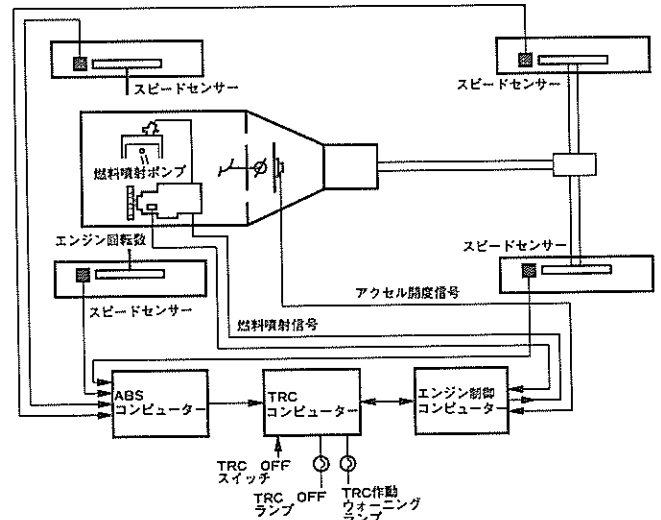 スピードセンサー
スピードセンサー
燃料噴射ポンプ
エンジン回転数
スピードセンサー
スピードセンサー
アクセル開度信号
燃料噴射信号
ABS
コンピューター
TRC
コンピューター
エンジン制御
コンピューター
TRC OFF
スイッチ
TRC OFF
ランプ
TRC作動
ウォーニング
ランプ